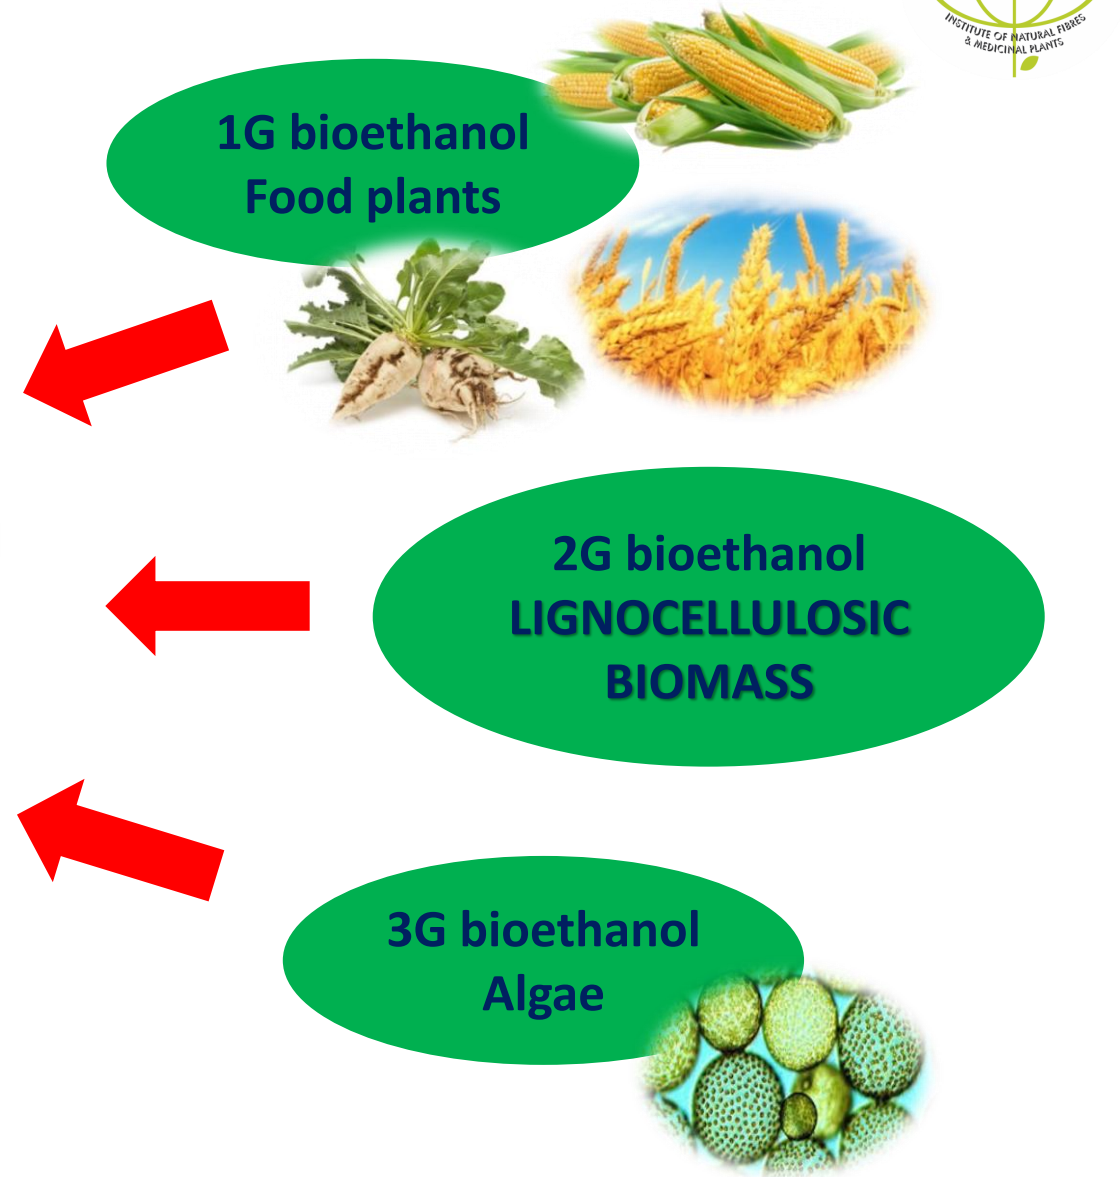 INSTITUTE OF NATURAL FIBRES
& MEDICINAL PLANTS
1G bioethanol
Food plants
2G bioethanol
LIGNOCELLULOSIC
BIOMASS
3G bioethanol
Algae